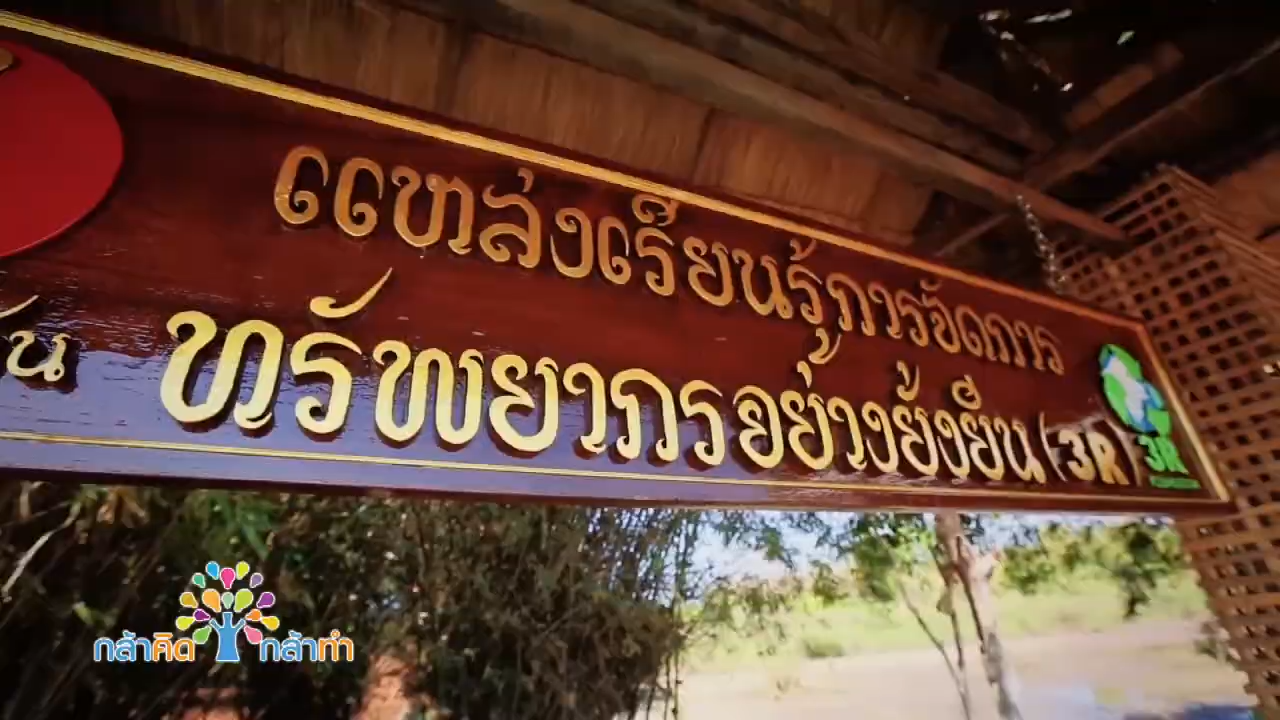 แหล่งเรียนรู้การจัดการ
ทรัพยากรอย่างยั่งยืน (3R)
3R
กล้าคิด กล้าทำ